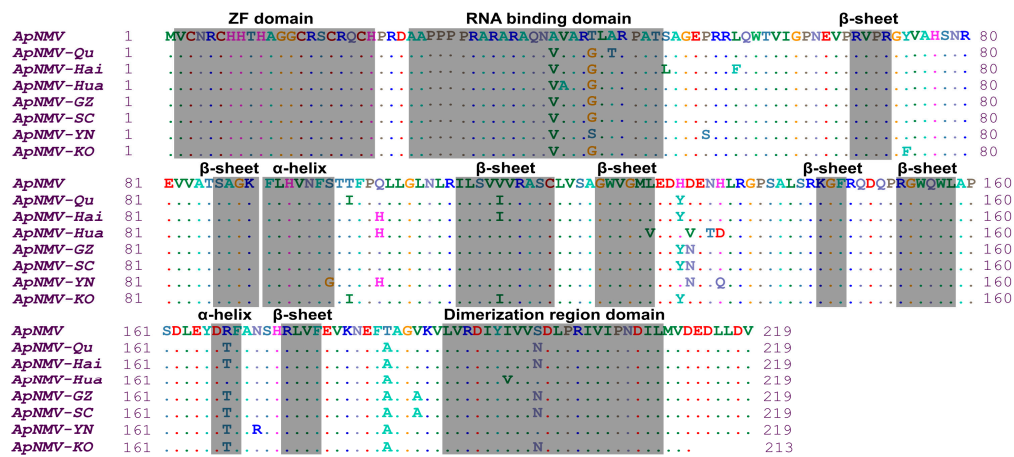 ZF domain RNA binding domain β-sheet
ApNMV 1 MVCNRCHHTHAGGCRSCRQCHPRDAAPPPPRARARAQNAVARTLARPATSAGEPRRLQWTVIGPNEVPRVPRGYVAHSNR 80
ApNMV-Qu 1 ......................................V...G.T................................... 80
ApNMV-Hai 1 ......................................V...G......L......F....................... 80
ApNMV-Hua 1 ......................................VA..G..................................... 80
ApNMV-GZ 1 ......................................V...G..................................... 80
ApNMV-SC 1 ......................................V...G..................................... 80
ApNMV-YN 1 ..........................................S..........S.......................... 80
ApNMV-KO 1 ......................................V...G..............................F...... 80
β-sheet α-helix β-sheet β-sheet β-sheet β-sheet
ApNMV 81 EVVATSAGKFLHVNFSTTFPQLLGLNLRILSVVVRASCLVSAGWVGMLEDHDENHLRGPSALSRKGFRQDQPRGWQWLAP 160
ApNMV-Qu 81 .................I..............I.................Y............................. 160
ApNMV-Hai 81 ....................H...........I.................Y............................. 160
ApNMV-Hua 81 ....................H..........................V...V.TD......................... 160
ApNMV-GZ 81 ..................................................YN............................ 160
ApNMV-SC 81 ..................................................YN............................ 160
ApNMV-YN 81 ...............G....H..............................N..Q......................... 160
ApNMV-KO 81 .................I..............I.................Y............................. 160
α-helix β-sheet Dimerization region domain
ApNMV 161 SDLEYDRFANSHRLVFEVKNEFTAGVKVLVRDIYIVVSDLPRIVIPNDILMVDEDLLDV 219
ApNMV-Qu 161 ......T...............A..............N..................... 219
ApNMV-Hai 161 ......T...............A..............N..................... 219
ApNMV-Hua 161 ..................................V........................ 219
ApNMV-GZ 161 ......T...............A..A...........N..................... 219
ApNMV-SC 161 ......T...............A..A...........N..................... 219
ApNMV-YN 161 ......T..R............A.................................... 219
ApNMV-KO 161 ......T...............A..............N............... 213